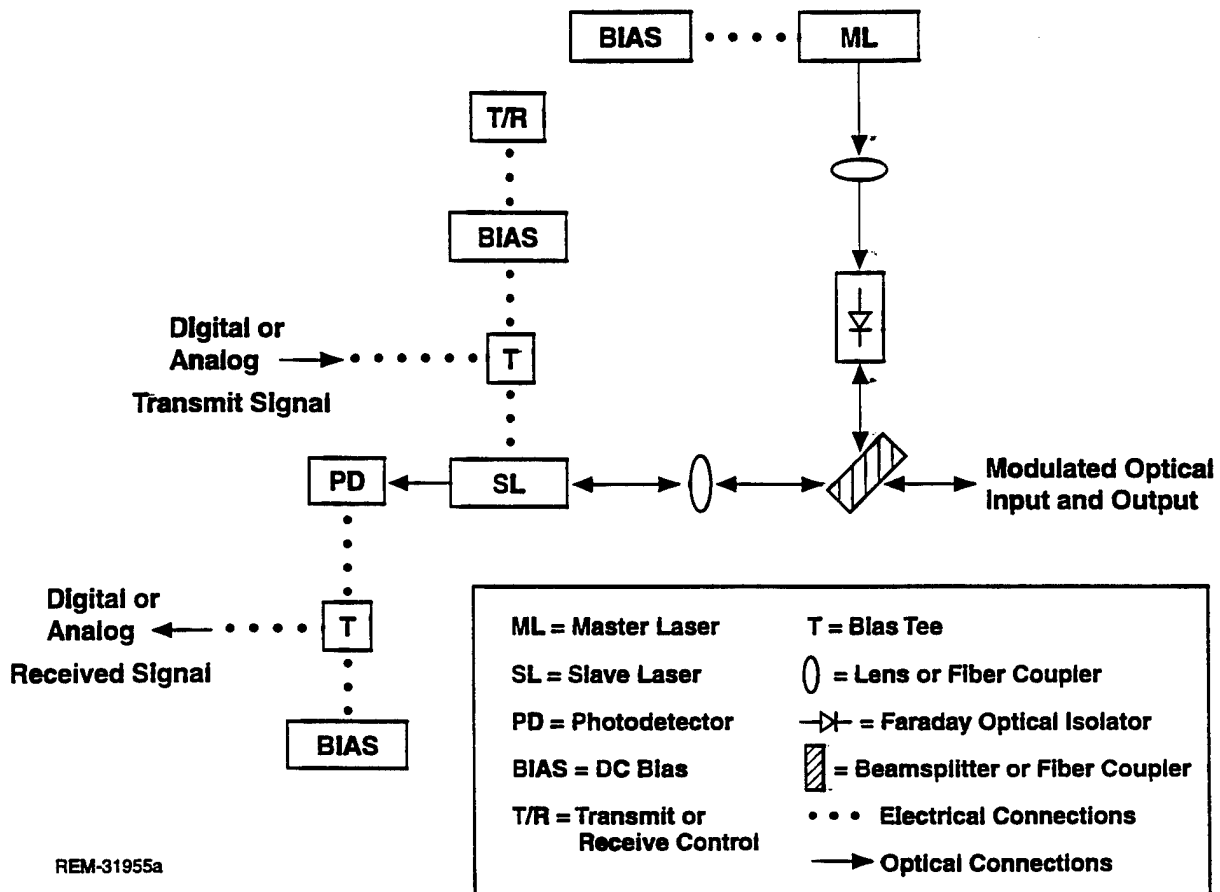 BIAS
ML
T/R
BIAS
Digital or
Analog
Transmit Signal
T
PD
SL
Modulated Optical
Input and Output
Digital or
Analog
Received Signal
T
BIAS
ML = Master Laser
SL = Slave Laser
PD = Photodetector
BIAS = DC Bias
T/R = Transmit or
Receive Control
T = Bias Tee
= Lens or Fiber Coupler
= Faraday Optical Isolator
= Beamsplitter or Fiber Coupler
Electrical Connections
Optical Connections
REM-31955a